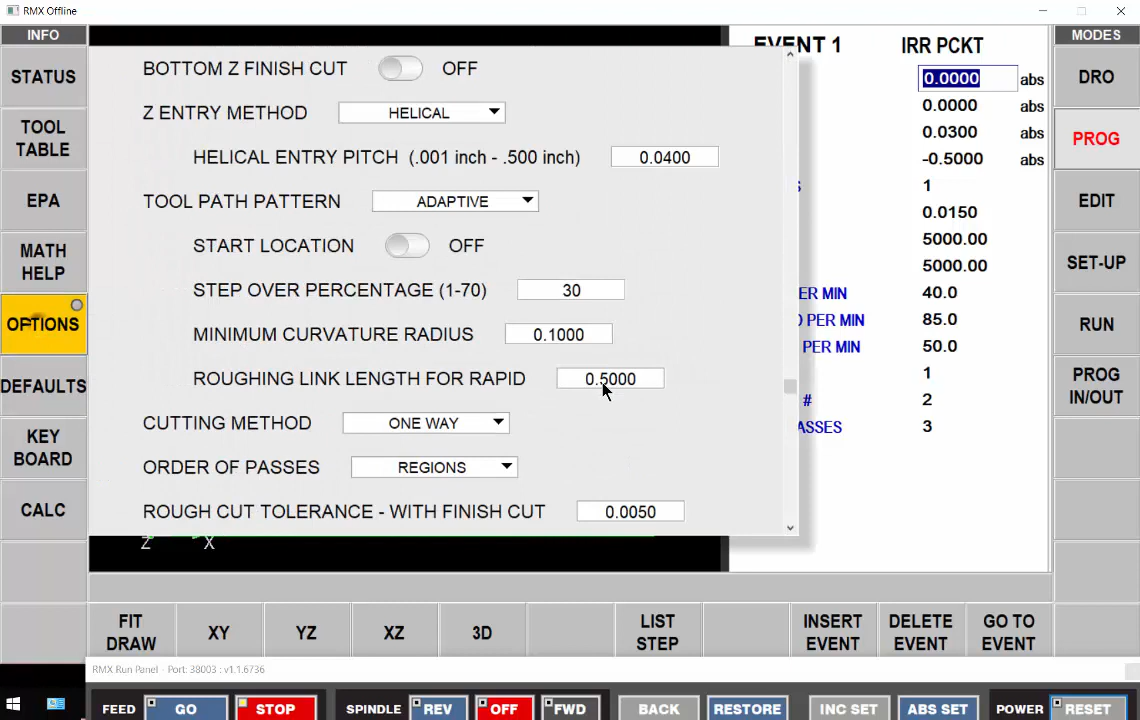 RMX Offline
INFO
STATUS
TOOL
TABLE
EPA
MATH
HELP
OPTIONS
DEFAULTS
KEY
BOARD
CALC
BOTTOM Z FINISH CUT OFF
Z ENTRY METHOD HELICAL
HELICAL ENTRY PITCH (.001 inch - .500 inch) 0.0400
TOOL PATH PATTERN ADAPTIVE
START LOCATION OFF
STEP OVER PERCENTAGE (1-70) 30
MINIMUM CURVATURE RADIUS 0.1000
ROUGHING LINK LENGTH FOR RAPID 0.5000
CUTTING METHOD ONE WAY
ORDER OF PASSES REGIONS
ROUGH CUT TOLERANCE - WITH FINISH CUT 0.0050
Z X
EVENT 1 IRR PCKT
0.0000 abs
0.0000 abs
0.0300 abs
-0.5000 abs
1
0.0150
5000.00
5000.00
ER MIN 40.0
PER MIN 85.0
PER MIN 50.0
1
# 2
ASSES 3
MODES
DRO
PROG
EDIT
SET-UP
RUN
PROG
IN/OUT
FIT
DRAW
XY
YZ
XZ
3D
LIST
STEP
INSERT
EVENT
DELETE
EVENT
GO TO
EVENT
RMX Run Panel - Port: 38003 : v1.1.6736
FEED GO STOP SPINDLE REV OFF FWD BACK RESTORE INC SET ABS SET POWER RESET